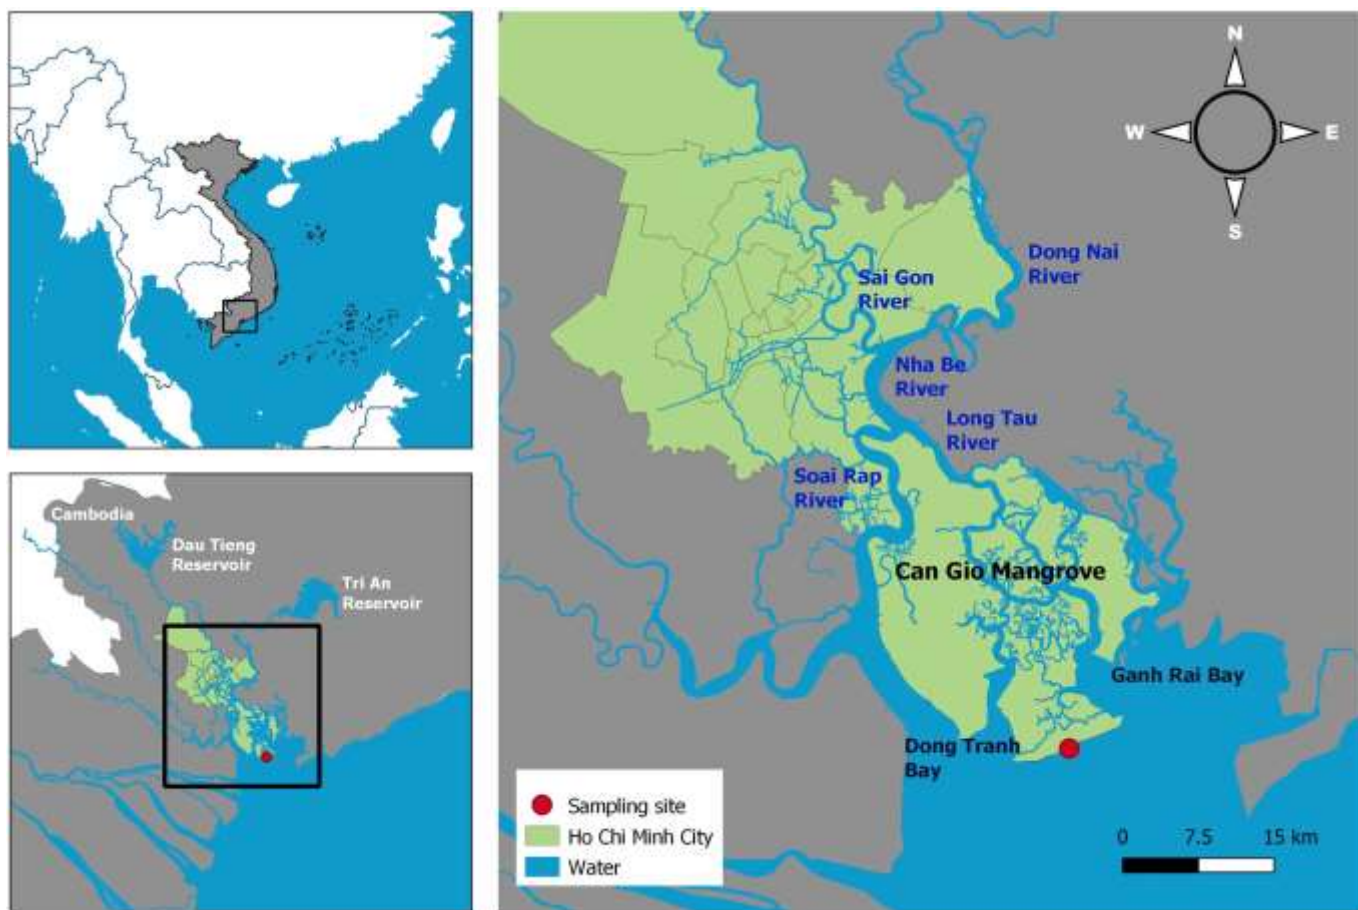 Cambodia
Dau Tieng
Reservoir
Tri An
Reservoir
N
W
E
S
Dong Nai
River
Sai Gon
River
Nha Be
River
Long Tau
River
Soai Rap
River
Can Gio Mangrove
Ganh Rai Bay
Dong Tranh
Bay
Sampling site
Ho Chi Minh City
Water
0 7.5 15 km